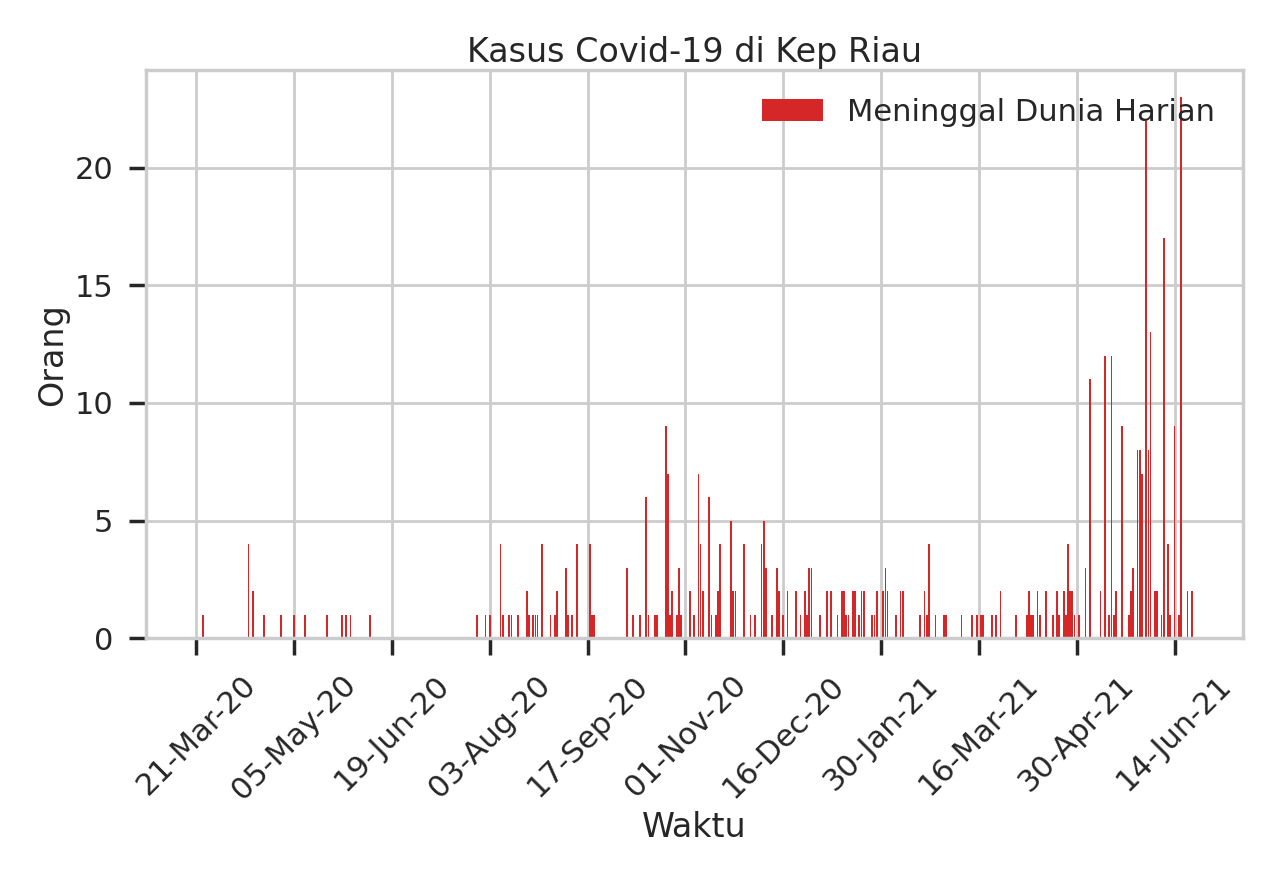 Kasus Covid-19 di Kep Riau
Meninggal Dunia Harian
Orang
20
15
10
5
0
21-Mar-20
05-May-20
19-Jun-20
03-Aug-20
17-Sep-20
01-Nov-20
16-Dec-20
30-Jan-21
16-Mar-21
30-Apr-21
14-Jun-21
Waktu